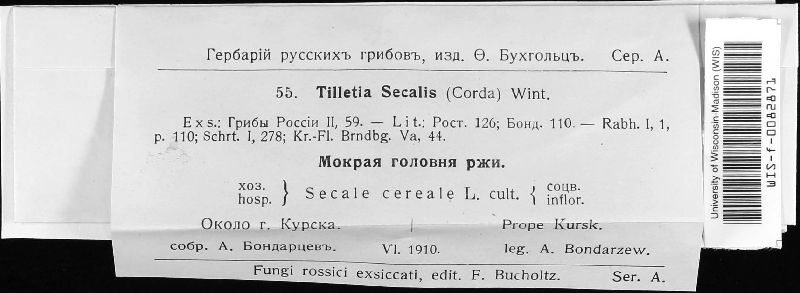 Гербарій русскихъ грибовъ, изд. Ѳ. Бухгольцъ. Сер. А.
55. Tilletia Secalis (Corda) Wint.
Exs.: Грибы Россіи II, 59. — Lit.: Рост. 126; Бонд. 110. — Rabh. I, 1,
p. 110; Schrt. I, 278; Kr.-Fl. Brndbg. Va, 44.
Мокрая головня ржи.
хоз. hosp. } Secale cereale L. cult. { соцв. inflor.
Около г. Курска. Prope Kursk.
собр. А. Бондарцевъ. VI. 1910. leg. A. Bondarzew.
Fungi rossici exsiccati, edit. F. Bucholtz. Ser. A.
University of Wisconsin-Madison (WIS)
WIS-f-0082871